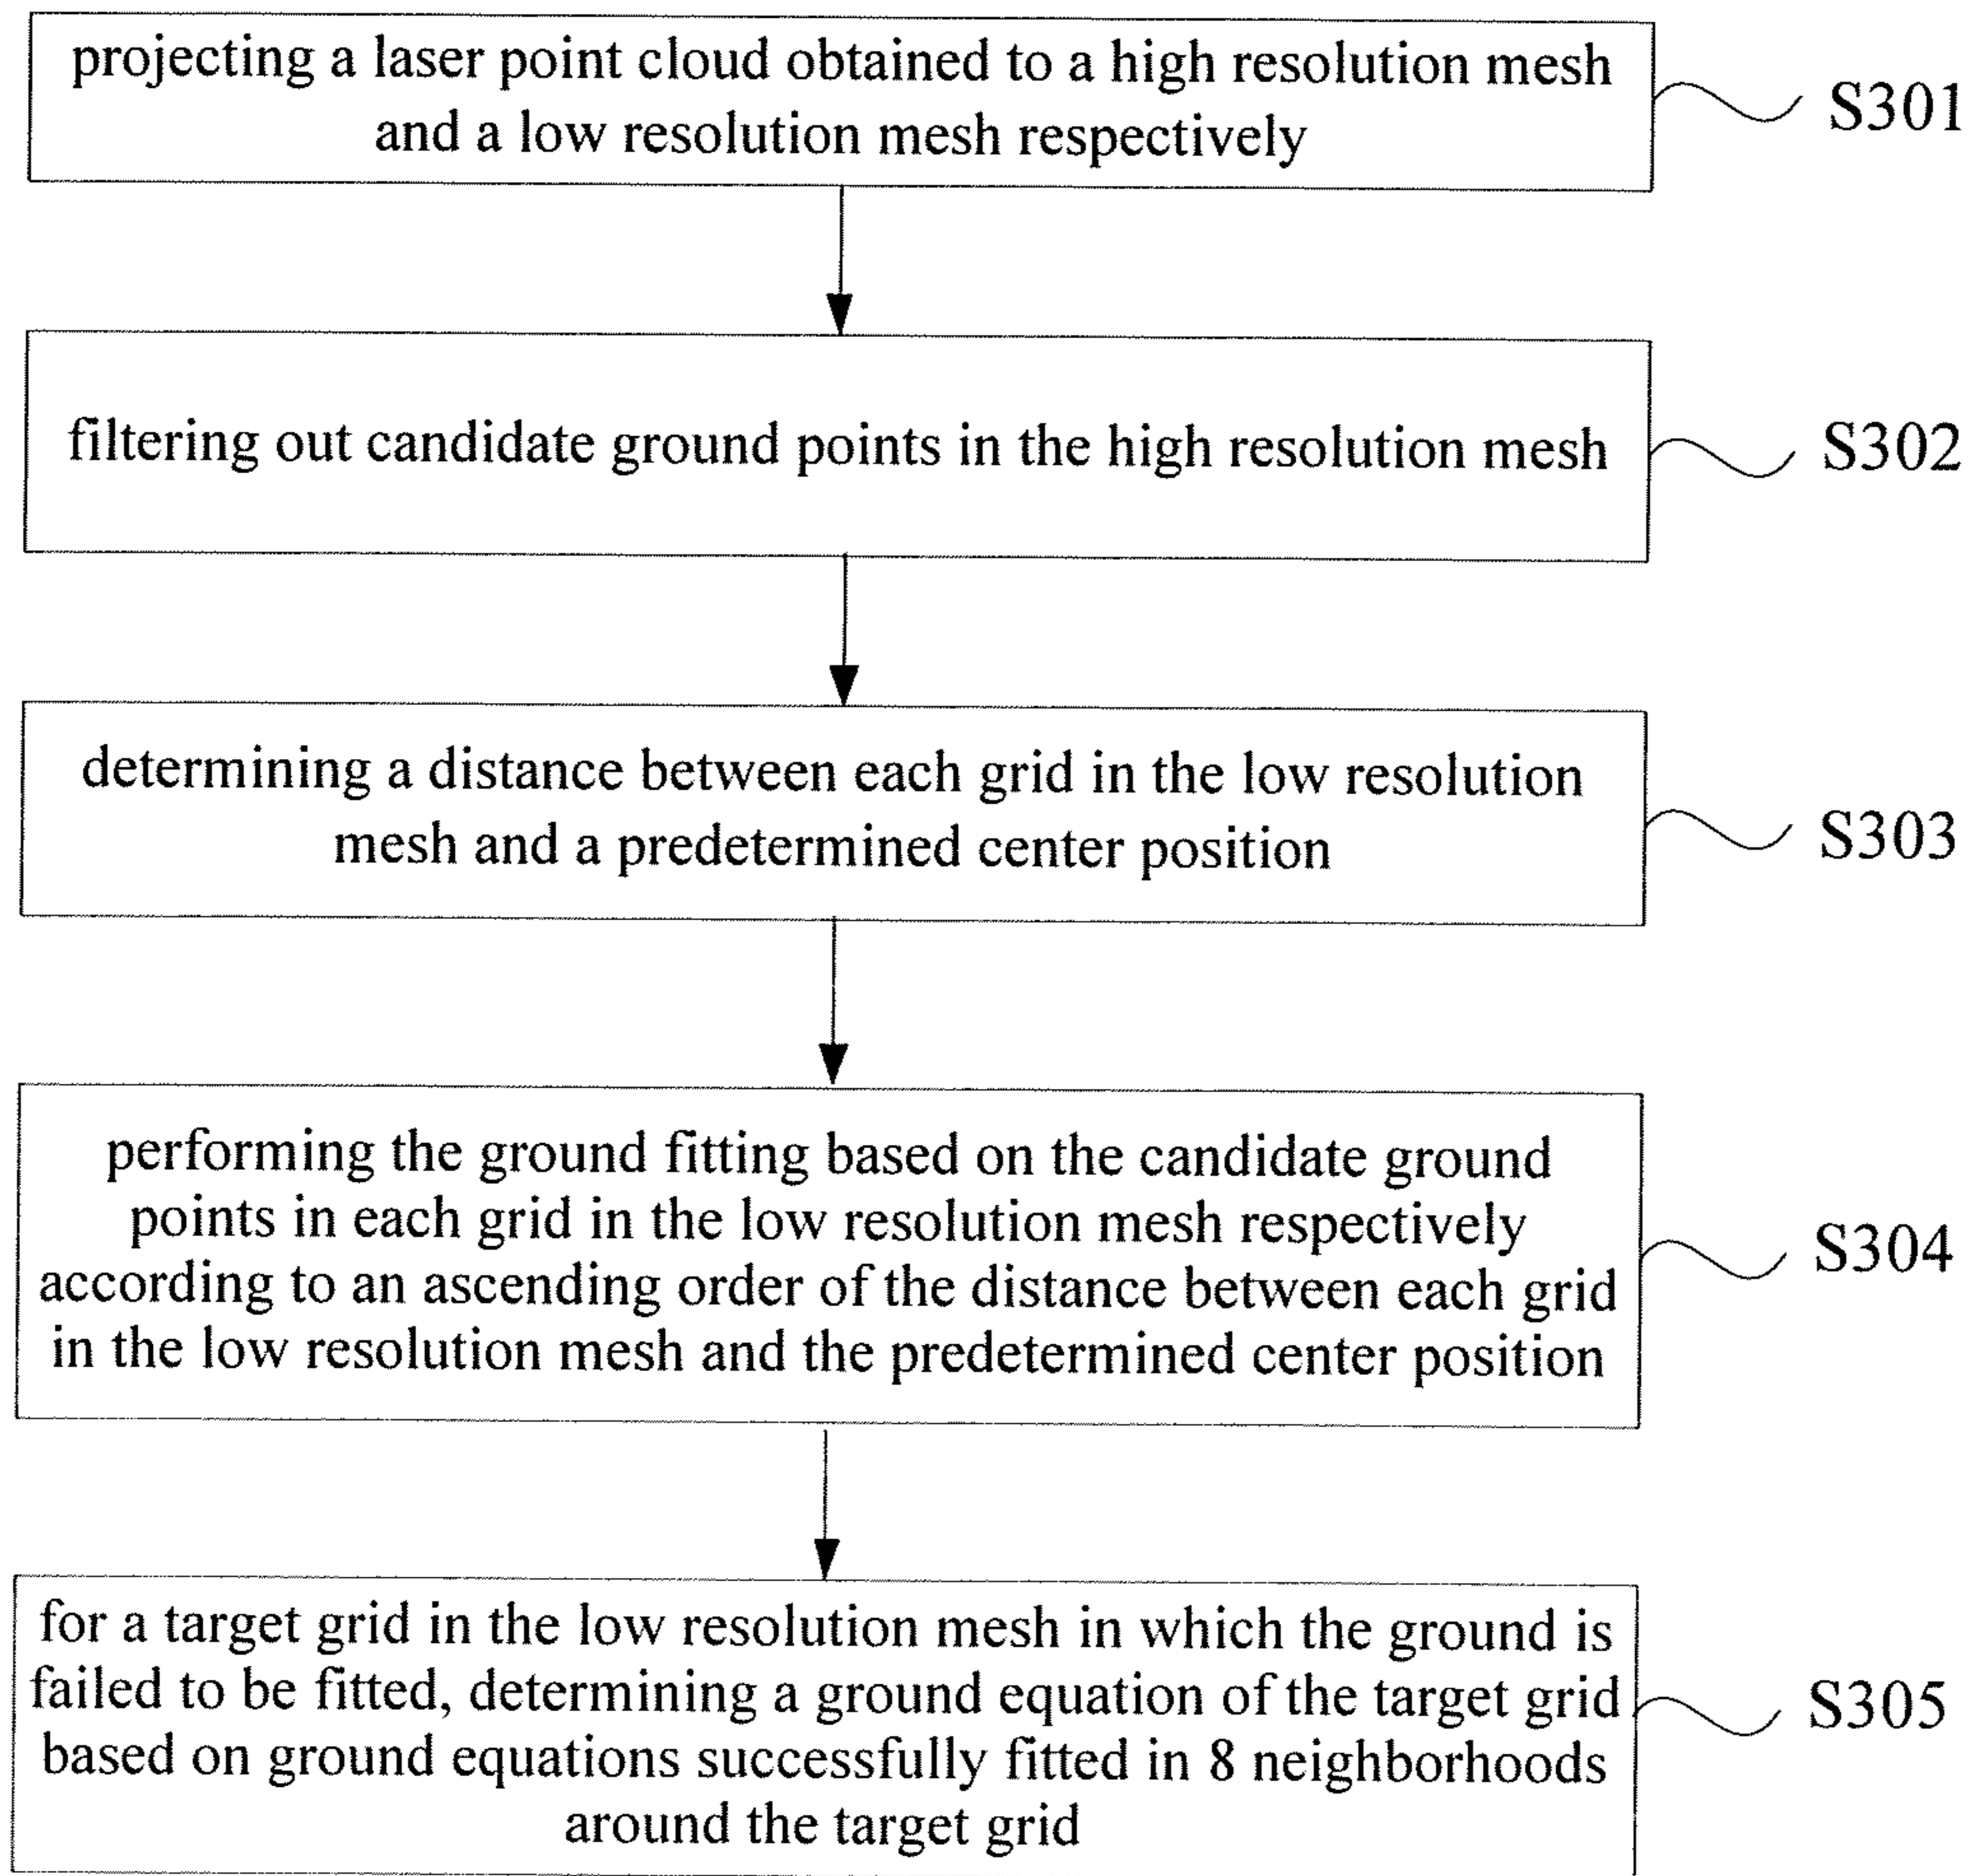 projecting a laser point cloud obtained to a high resolution mesh
and a low resolution mesh respectively
S301
filtering out candidate ground points in the high resolution mesh
S302
determining a distance between each grid in the low resolution
mesh and a predetermined center position
S303
performing the ground fitting based on the candidate ground
points in each grid in the low resolution mesh respectively
according to an ascending order of the distance between each grid
in the low resolution mesh and the predetermined center position
S304
for a target grid in the low resolution mesh in which the ground is
failed to be fitted, determining a ground equation of the target grid
based on ground equations successfully fitted in 8 neighborhoods
around the target grid
S305